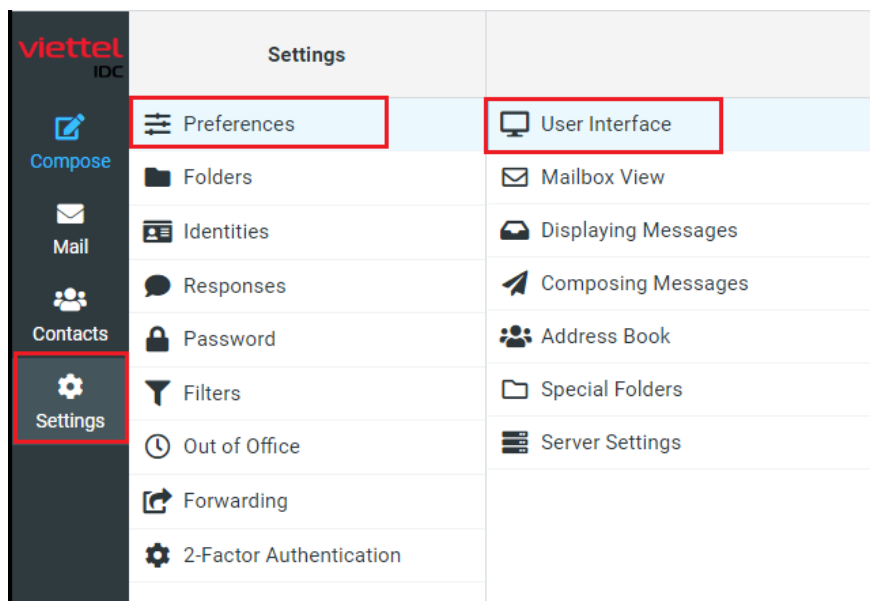 viettel
IDC
Compose
Mail
Contacts
Settings
Settings
Preferences
Folders
Identities
Responses
Password
Filters
Out of Office
Forwarding
2-Factor Authentication
User Interface
Mailbox View
Displaying Messages
Composing Messages
Address Book
Special Folders
Server Settings